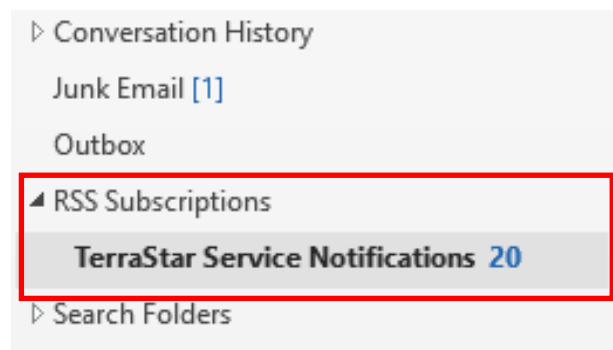 Conversation History
Junk Email [1]
Outbox
RSS Subscriptions
TerraStar Service Notifications 20
Search Folders